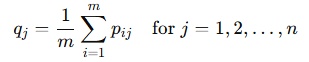 q_j = \frac{1}{m} \sum_{i=1}^{m} p_{ij} \quad \text{for } j = 1, 2, \ldots, n